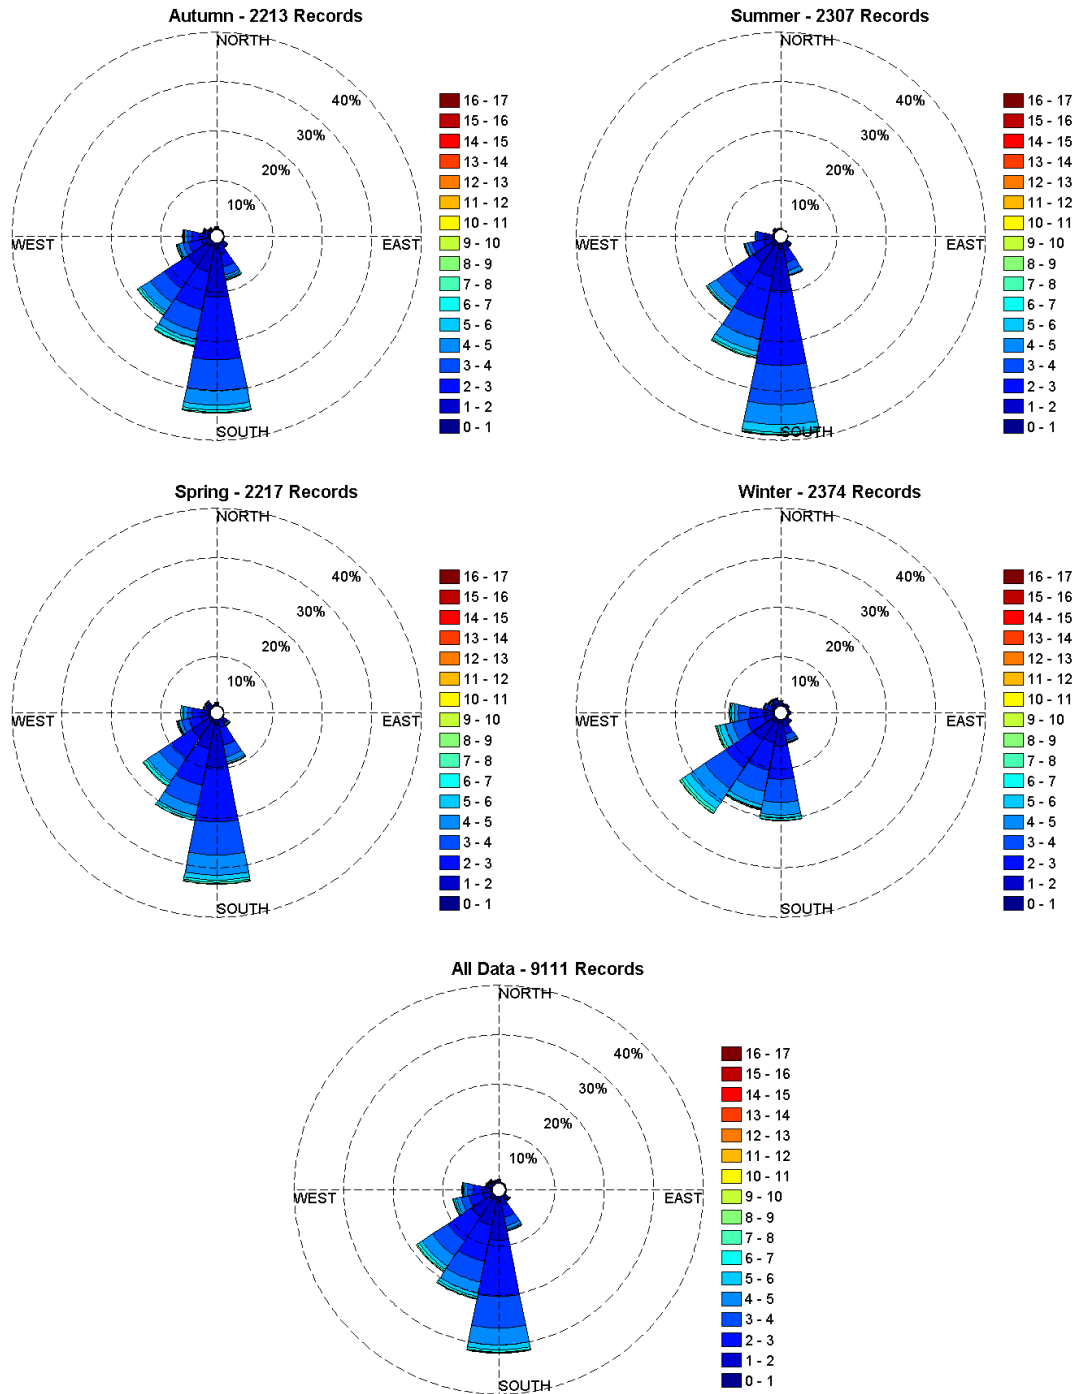 Autumn - 2213 Records
NORTH
40%
30%
20%
10%
WEST
EAST
SOUTH
16 - 17
15 - 16
14 - 15
13 - 14
12 - 13
11 - 12
10 - 11
9 - 10
8 - 9
7 - 8
6 - 7
5 - 6
4 - 5
3 - 4
2 - 3
1 - 2
0 - 1
Summer - 2307 Records
NORTH
40%
30%
20%
10%
WEST
EAST
SOUTH
16 - 17
15 - 16
14 - 15
13 - 14
12 - 13
11 - 12
10 - 11
9 - 10
8 - 9
7 - 8
6 - 7
5 - 6
4 - 5
3 - 4
2 - 3
1 - 2
0 - 1
Spring - 2217 Records
NORTH
40%
30%
20%
10%
WEST
EAST
SOUTH
16 - 17
15 - 16
14 - 15
13 - 14
12 - 13
11 - 12
10 - 11
9 - 10
8 - 9
7 - 8
6 - 7
5 - 6
4 - 5
3 - 4
2 - 3
1 - 2
0 - 1
Winter - 2374 Records
NORTH
40%
30%
20%
10%
WEST
EAST
SOUTH
16 - 17
15 - 16
14 - 15
13 - 14
12 - 13
11 - 12
10 - 11
9 - 10
8 - 9
7 - 8
6 - 7
5 - 6
4 - 5
3 - 4
2 - 3
1 - 2
0 - 1
All Data - 9111 Records
NORTH
40%
30%
20%
10%
WEST
EAST
SOUTH
16 - 17
15 - 16
14 - 15
13 - 14
12 - 13
11 - 12
10 - 11
9 - 10
8 - 9
7 - 8
6 - 7
5 - 6
4 - 5
3 - 4
2 - 3
1 - 2
0 - 1